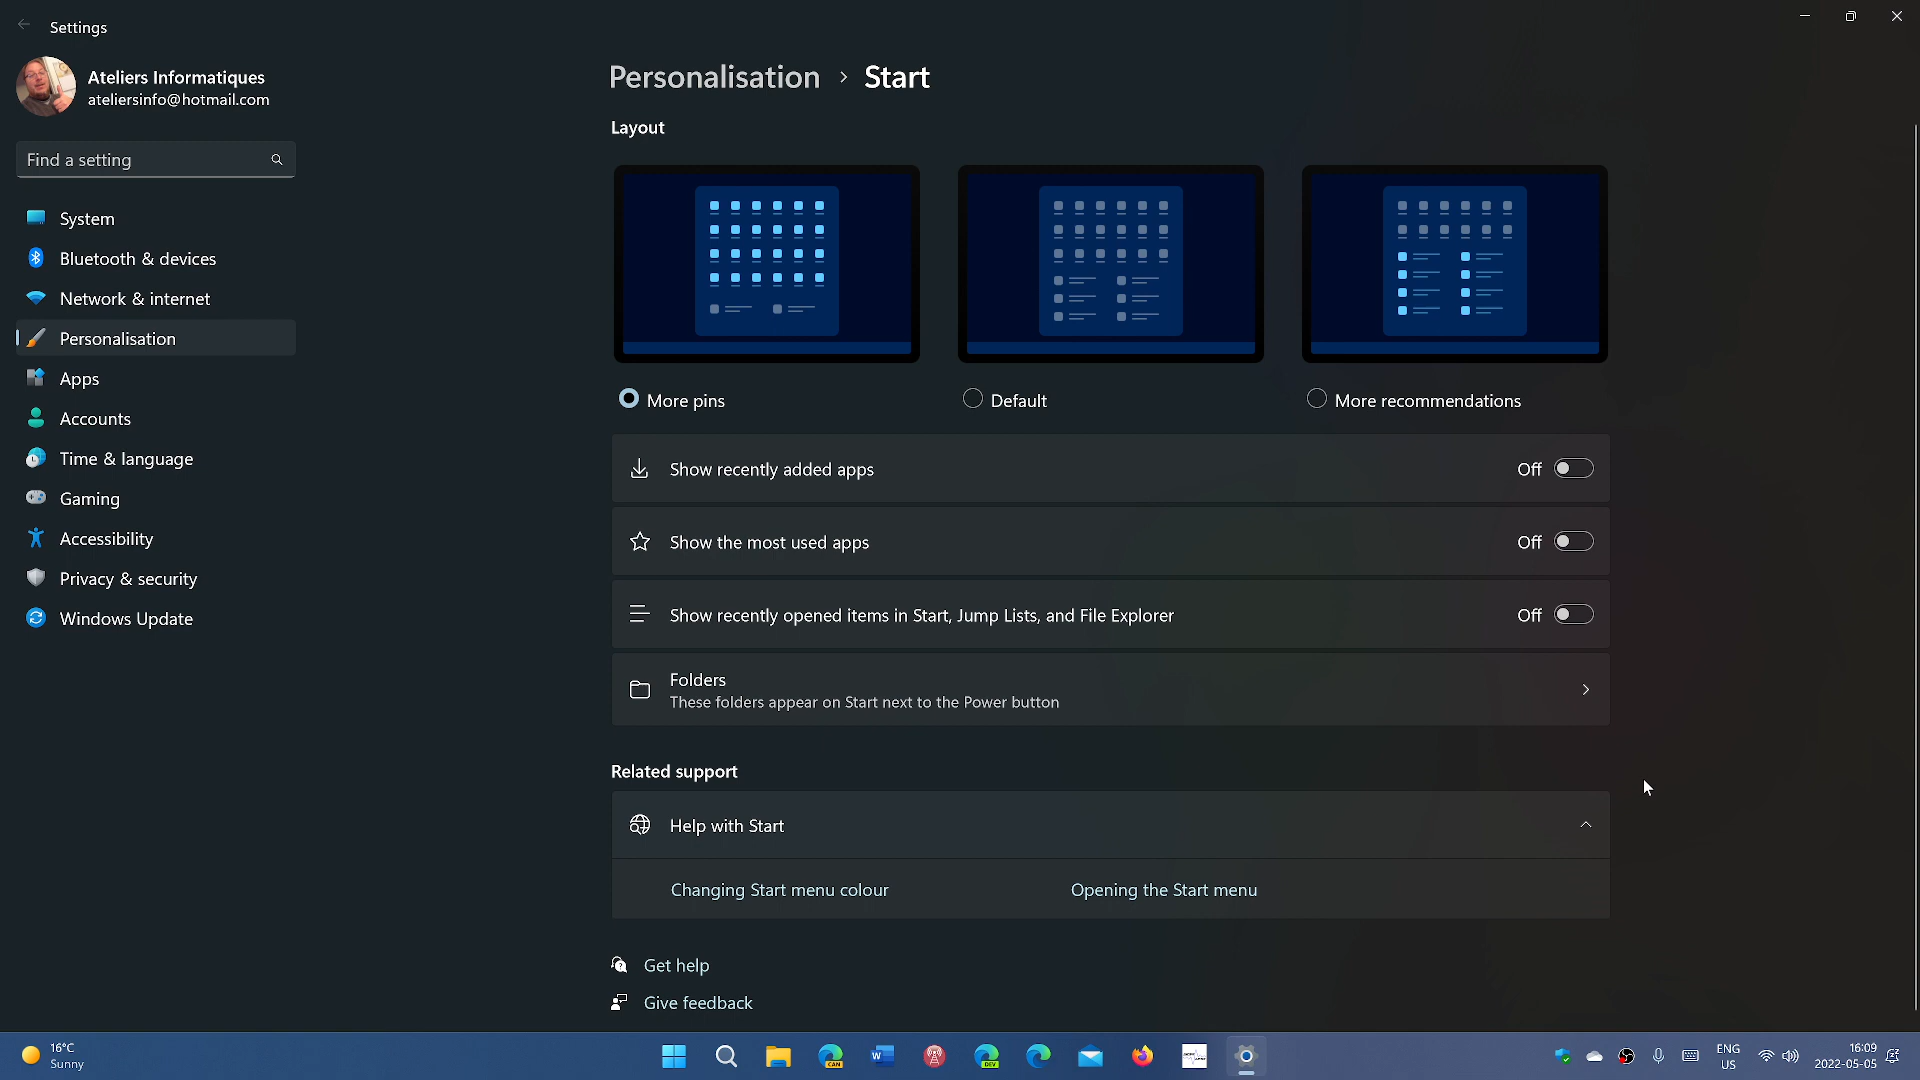 Settings
Ateliers Informatiques
ateliersinfo@hotmail.com
Find a setting
System
Bluetooth & devices
Network & internet
Personalisation
Apps
Accounts
Time & language
Gaming
Accessibility
Privacy & security
Windows Update
Personalisation > Start
Layout
More pins
Default
More recommendations
Show recently added apps
Off
Show the most used apps
Off
Show recently opened items in Start, Jump Lists, and File Explorer
Off
Folders
These folders appear on Start next to the Power button
Related support
Help with Start
Changing Start menu colour
Opening the Start menu
Get help
Give feedback
16°C
Sunny
CAN
W
DEV
ENG
US
16:09
2022-05-05